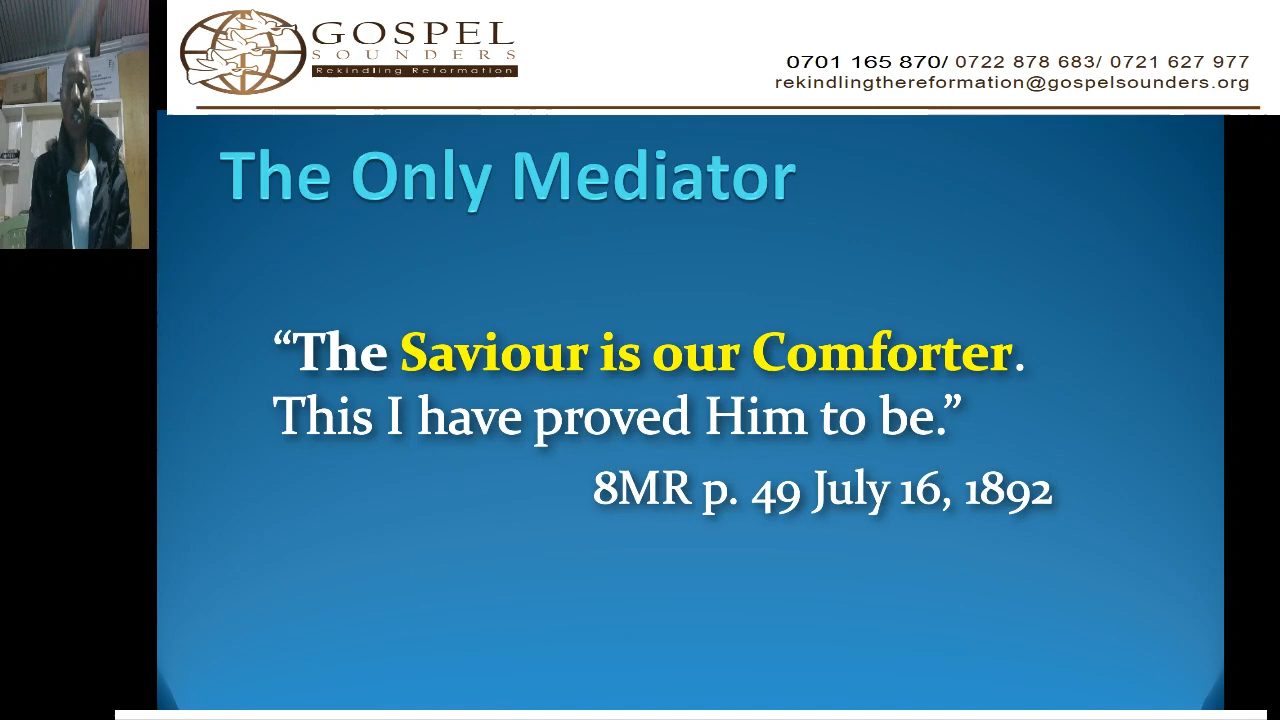 GOSPEL
SOUNDERS
Rekindling Reformation
0701 165 870/ 0722 878 683/ 0721 627 977
rekindlingthereformation@gospelsounders.org
The Only Mediator
“The Saviour is our Comforter.
This I have proved Him to be.”
8MR p. 49 July 16, 1892